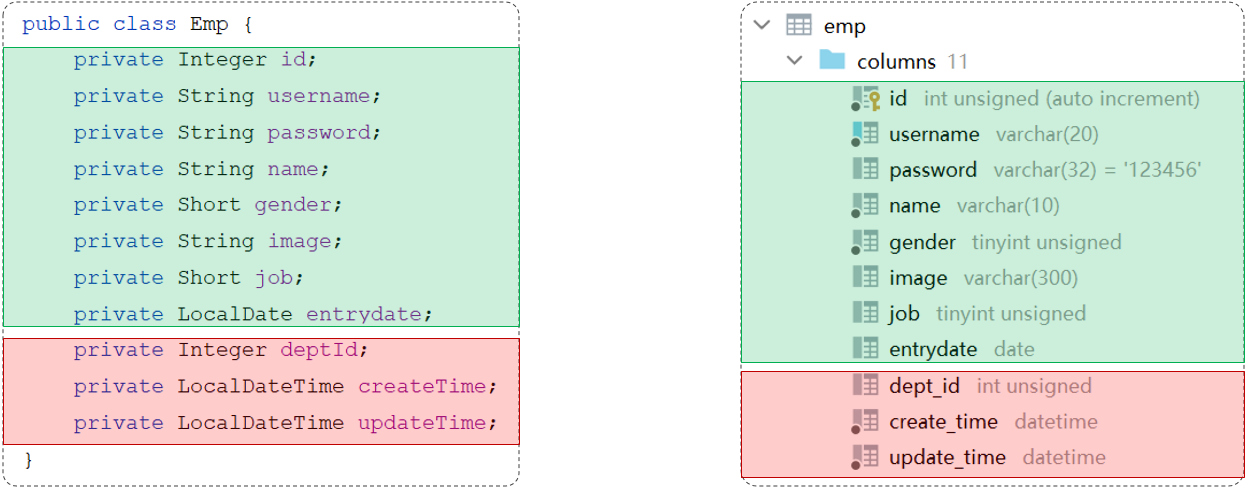 public class Emp {
private Integer id;
private String username;
private String password;
private String name;
private Short gender;
private String image;
private Short job;
private LocalDate entrydate;
private Integer deptId;
private LocalDateTime createTime;
private LocalDateTime updateTime;
}
emp
columns 11
id int unsigned (auto increment)
username varchar(20)
password varchar(32) = '123456'
name varchar(10)
gender tinyint unsigned
image varchar(300)
job tinyint unsigned
entrydate date
dept_id int unsigned
create_time datetime
update_time datetime